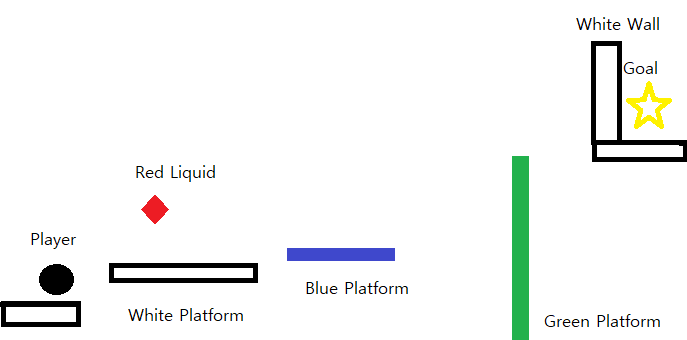 White Wall
Goal
Red Liquid
Player
Blue Platform
White Platform
Green Platform